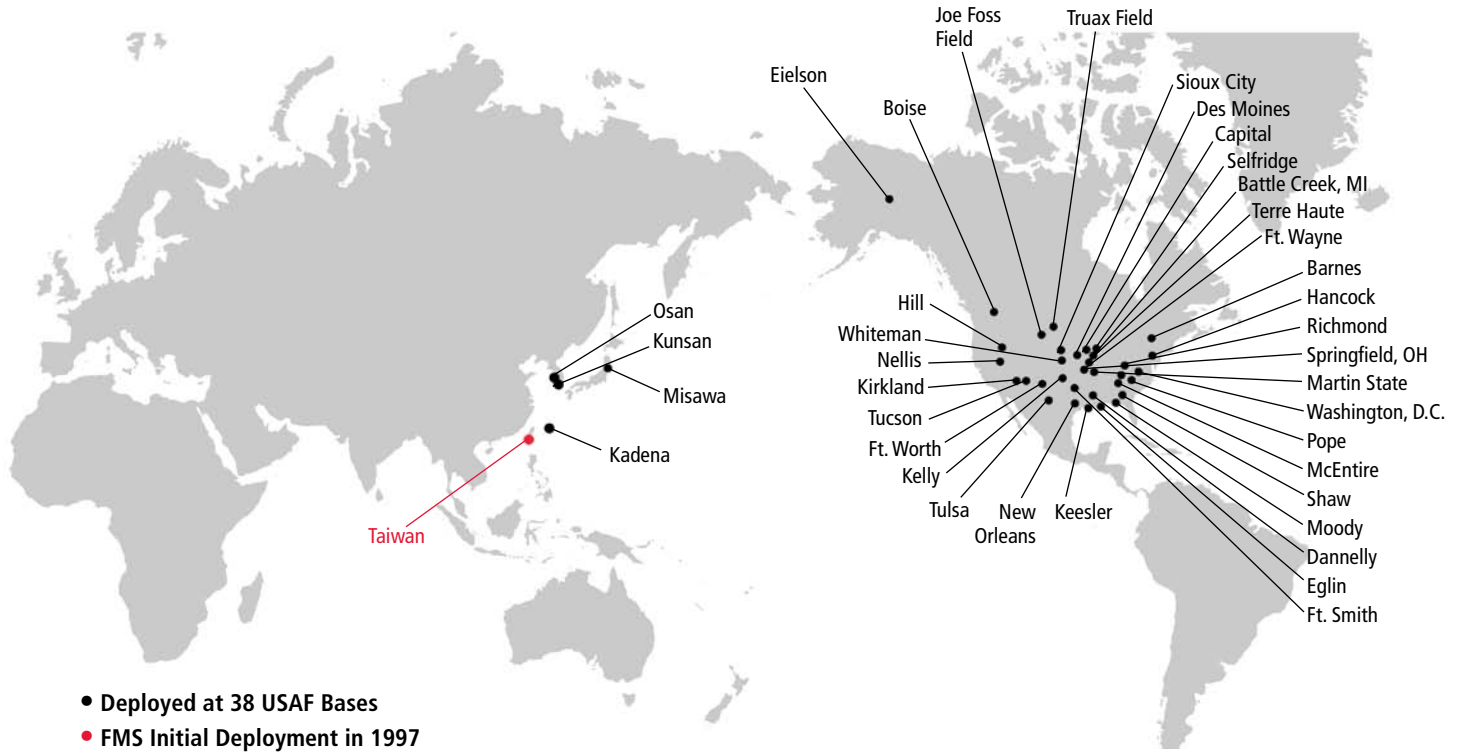 Joe Foss
Field
Truax Field
Eielson
Boise
Sioux City
Des Moines
Capital
Selfridge
Battle Creek, MI
Terre Haute
Ft. Wayne
Barnes
Hancock
Richmond
Springfield, OH
Martin State
Washington, D.C.
Pope
McEntire
Shaw
Moody
Dannelly
Eglin
Ft. Smith
Hill
Whiteman
Nellis
Kirkland
Tucson
Ft. Worth
Kelly
Tulsa
New
Orleans
Keesler
Osan
Kunsan
Misawa
Kadena
Taiwan
Deployed at 38 USAF Bases
FMS Initial Deployment in 1997